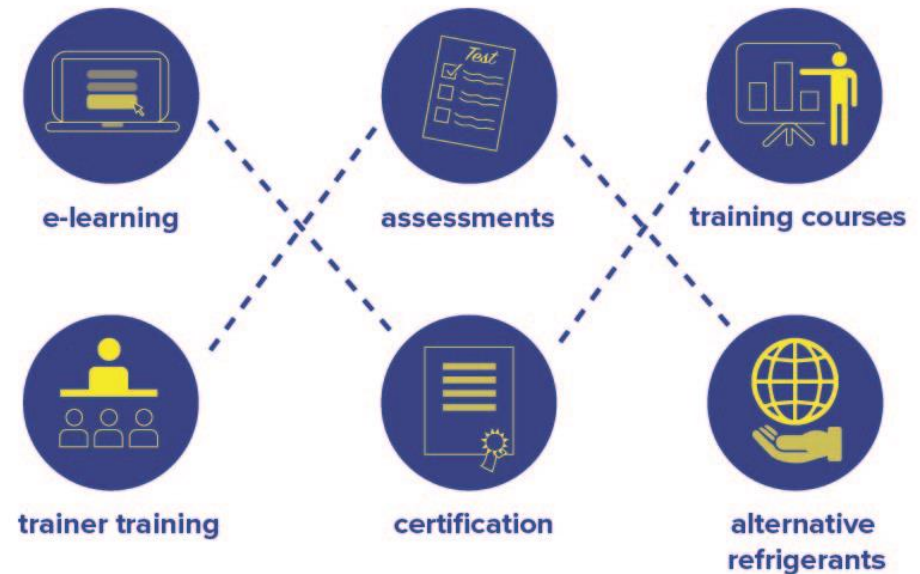 Test
e-learning
assessments
training courses
trainer training
certification
alternative
refrigerants